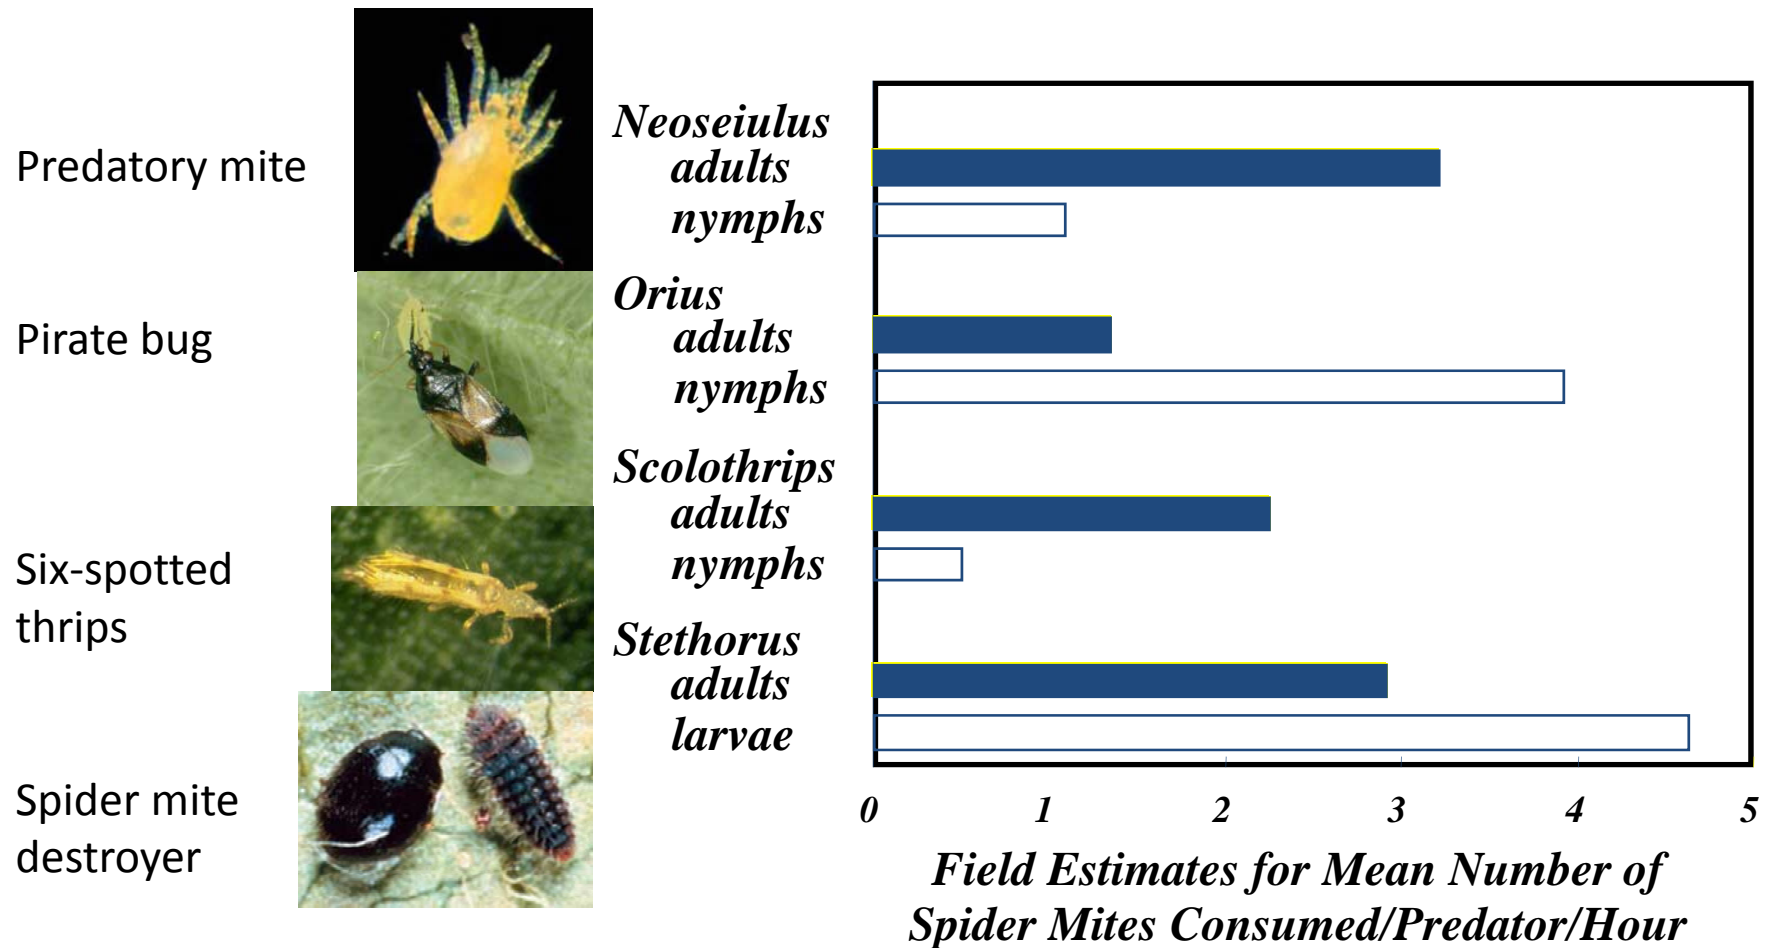 Predatory mite
Pirate bug
Six-spotted
thrips
Spider mite
destroyer
Neoseiulus
adults
nymphs
Orius
adults
nymphs
Scolothrips
adults
nymphs
Stethorus
adults
larvae
0 1 2 3 4 5
Field Estimates for Mean Number of
Spider Mites Consumed/Predator/Hour